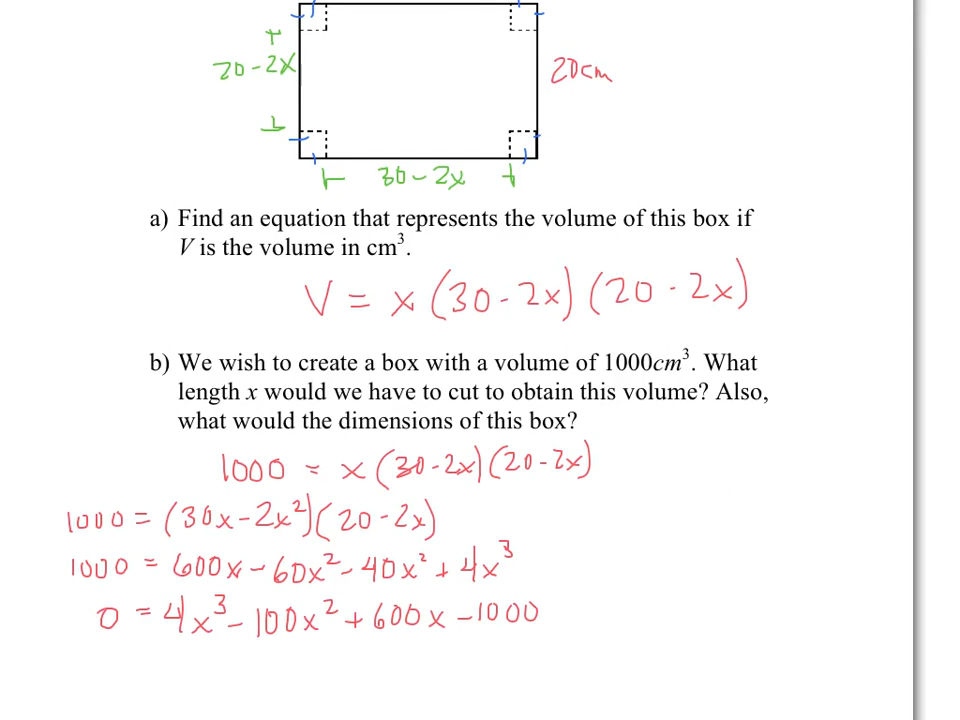 20 - 2x
20cm
30 - 2x
a) Find an equation that represents the volume of this box if
V is the volume in cm³.
V = x (30 - 2x) (20 - 2x)
b) We wish to create a box with a volume of 1000cm³. What
length x would we have to cut to obtain this volume? Also,
what would the dimensions of this box?
1000 = x (30 - 2x) (20 - 2x)
1000 = (30x - 2x²) (20 - 2x)
1000 = 600x - 60x² - 40x² + 4x³
0 = 4x³ - 100x² + 600x - 1000